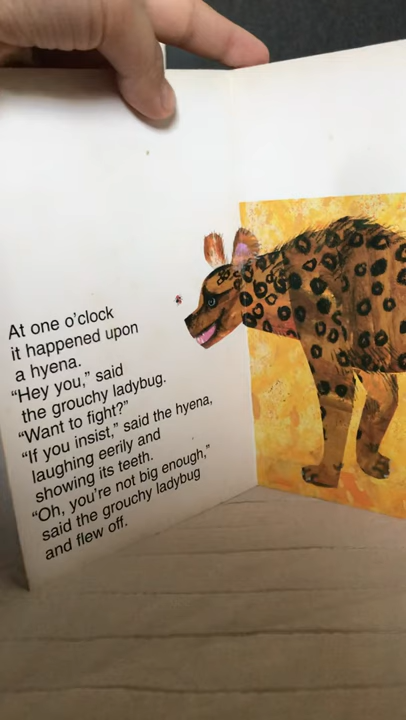 At one o'clock
it happened upon
a hyena.
"Hey you," said
the grouchy ladybug.
"Want to fight?"
"If you insist," said the hyena,
laughing eerily and
showing its teeth.
"Oh, you're not big enough,"
said the grouchy ladybug
and flew off.